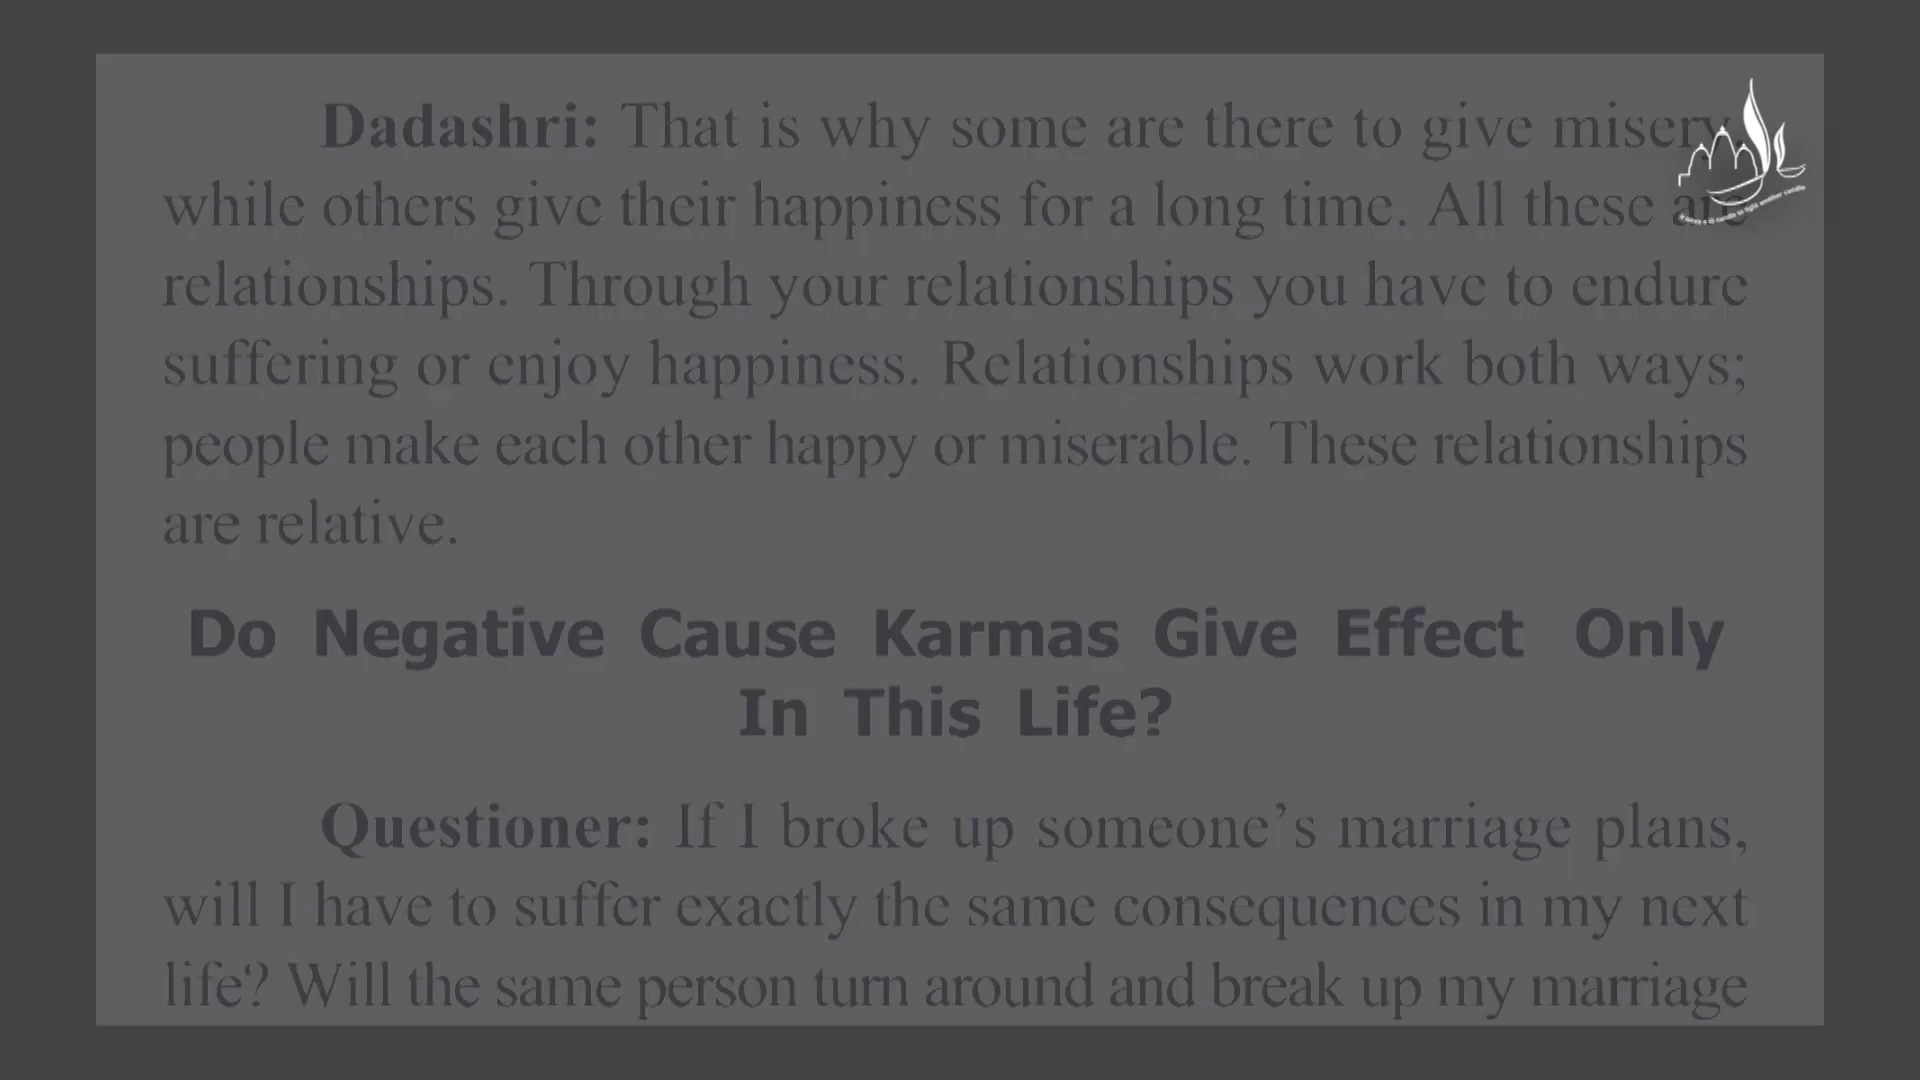 Dadashri: That is why some are there to give misery,
while others give their happiness for a long time. All these are
relationships. Through your relationships you have to endure
suffering or enjoy happiness. Relationships work both ways;
people make each other happy or miserable. These relationships
are relative.
Do Negative Cause Karmas Give Effect Only
In This Life?
Questioner: If I broke up someone’s marriage plans,
will I have to suffer exactly the same consequences in my next
life? Will the same person turn around and break up my marriage